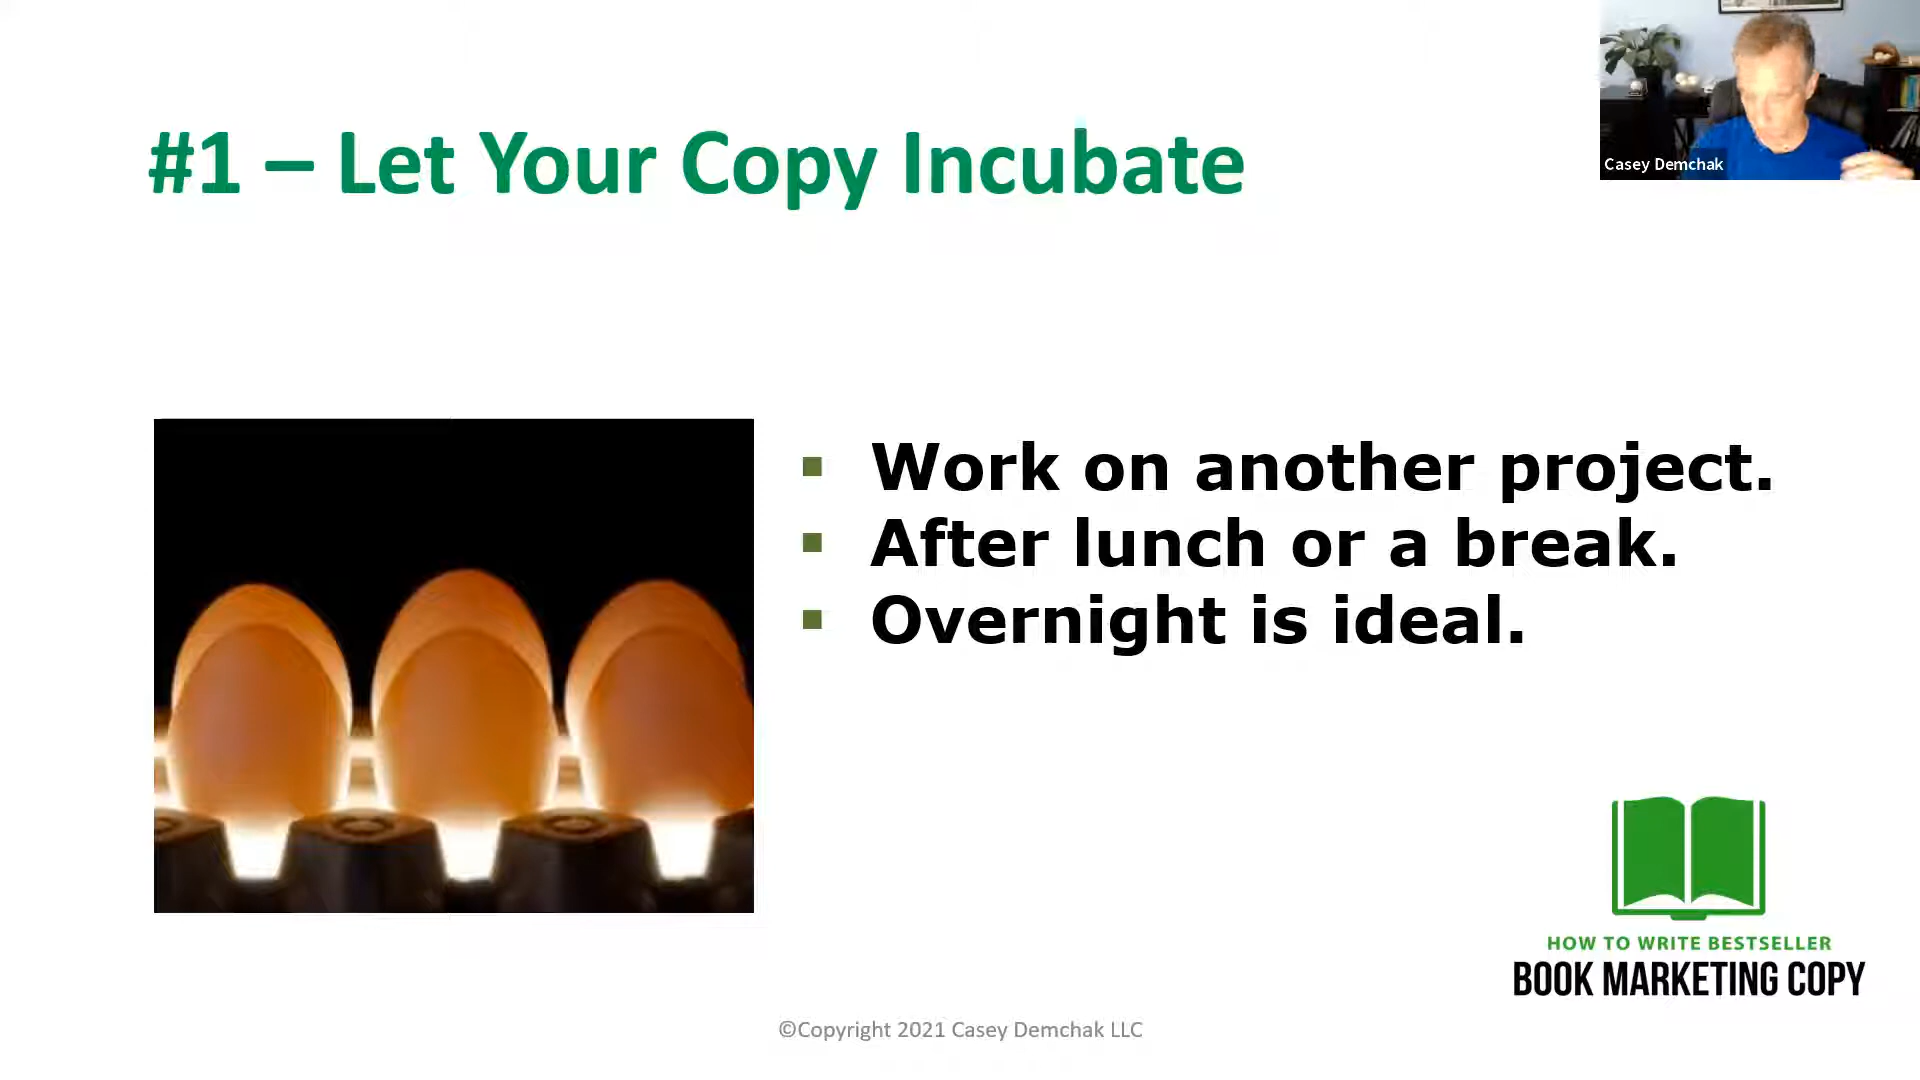 #1 – Let Your Copy Incubate
Casey Demchak
▪ Work on another project.
▪ After lunch or a break.
▪ Overnight is ideal.
HOW TO WRITE BESTSELLER
BOOK MARKETING COPY
©Copyright 2021 Casey Demchak LLC